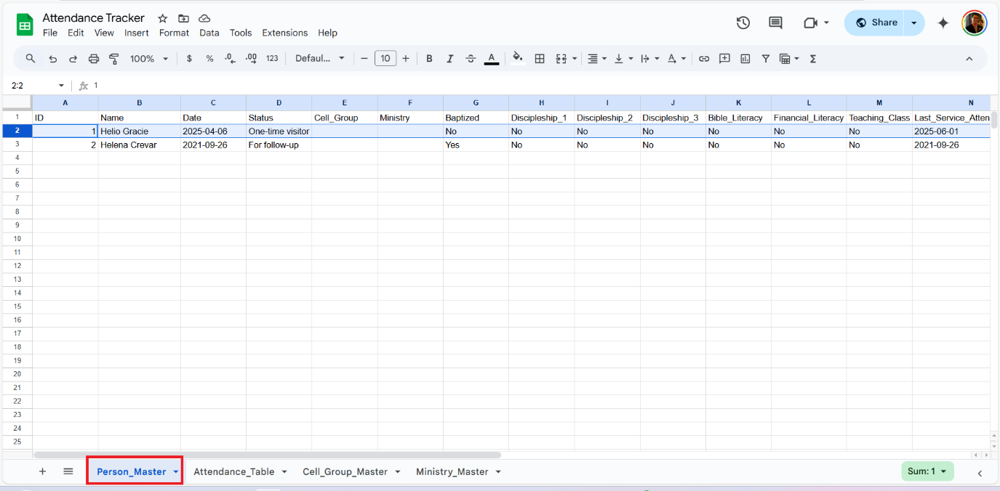 Attendance Tracker
File Edit View Insert Format Data Tools Extensions Help
Share
100% $ % .0 .00 123 Defaul... 10 B I A
2:2 fx 1
A B C D E F G H I J K L M N
1 ID Name Date Status Cell_Group Ministry Baptized Discipleship_1 Discipleship_2 Discipleship_3 Bible_Literacy Financial_Literacy Teaching_Class Last_Service_Atten
2 1 Helio Gracie 2025-04-06 One-time visitor No No No No No No No 2025-06-01
3 2 Helena Crevar 2021-09-26 For follow-up Yes No No No No No No 2021-09-26
4
5
6
7
8
9
10
11
12
13
14
15
16
17
18
19
20
21
22
23
24
25
Person_Master Attendance_Table Cell_Group_Master Ministry_Master Sum: 1